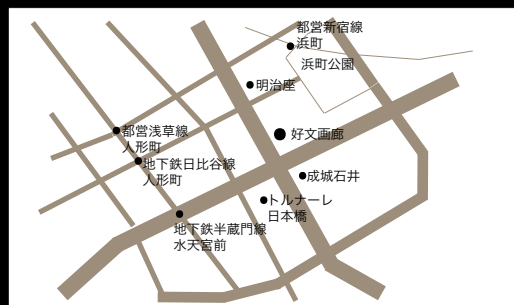 都営新宿線
浜町
浜町公園
明治座
都営浅草線
人形町
好文画廊
地下鉄日比谷線
人形町
成城石井
トルナーレ
日本橋
地下鉄半蔵門線
水天宮前